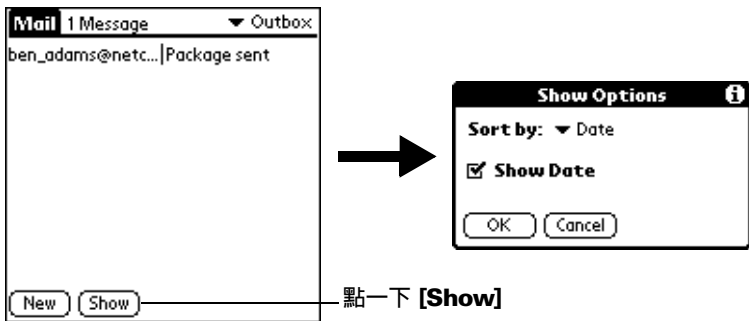 Mail 1 Message Outbox
ben_adams@netc... Package sent
New Show
點一下 [Show]
Show Options
Sort by: Date
Show Date
OK Cancel